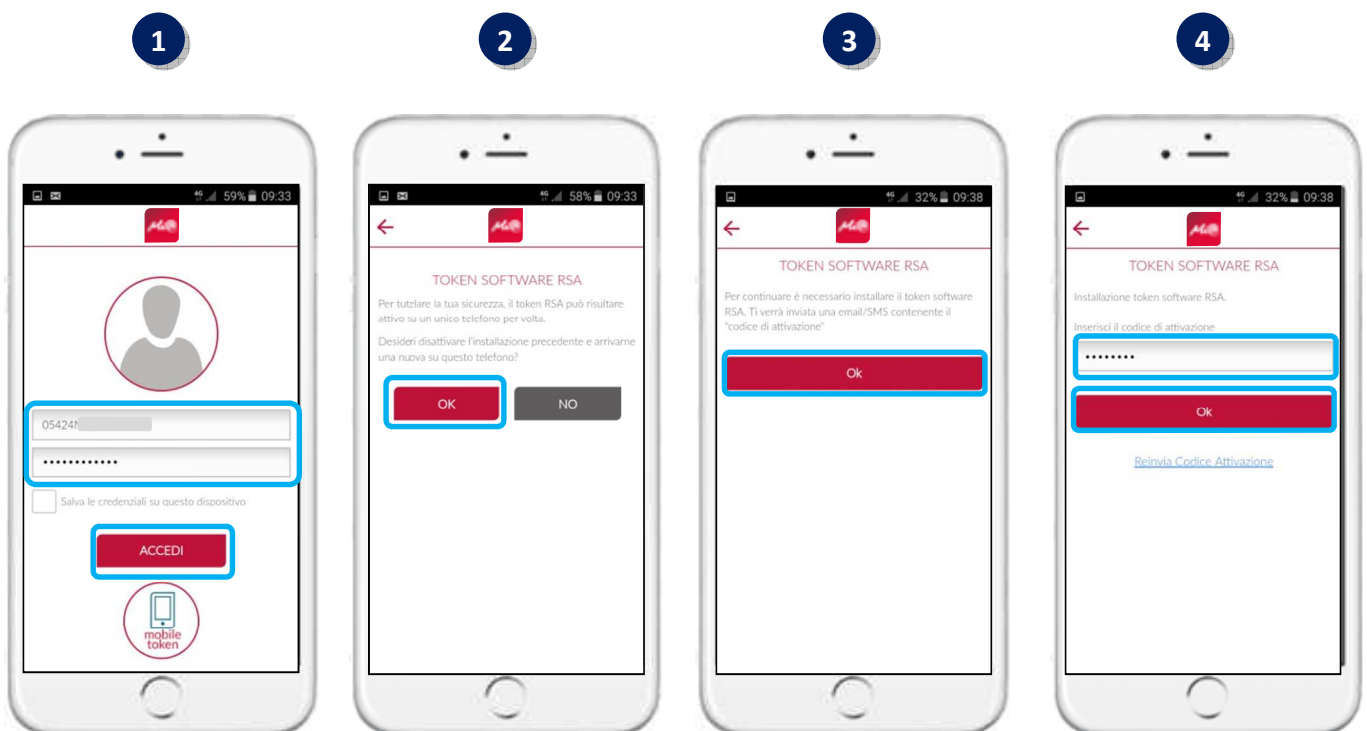 1
2
3
4
4G 59% 09:33
05424
Salva le credenziali su questo dispositivo
ACCEDI
mobile
token
4G 58% 09:33
TOKEN SOFTWARE RSA
Per tutelare la tua sicurezza, il token RSA può risultare
attivo su un unico telefono per volta.
Desideri disattivare l'installazione precedente e arrivarne
una nuova su questo telefono?
OK
NO
4G 32% 09:38
TOKEN SOFTWARE RSA
Per continuare è necessario installare il token software
RSA. Ti verrà inviata una email/SMS contenente il
"codice di attivazione"
Ok
4G 32% 09:38
TOKEN SOFTWARE RSA
Installazione token software RSA.
Inserisci il codice di attivazione
Ok
Reinvia Codice Attivazione